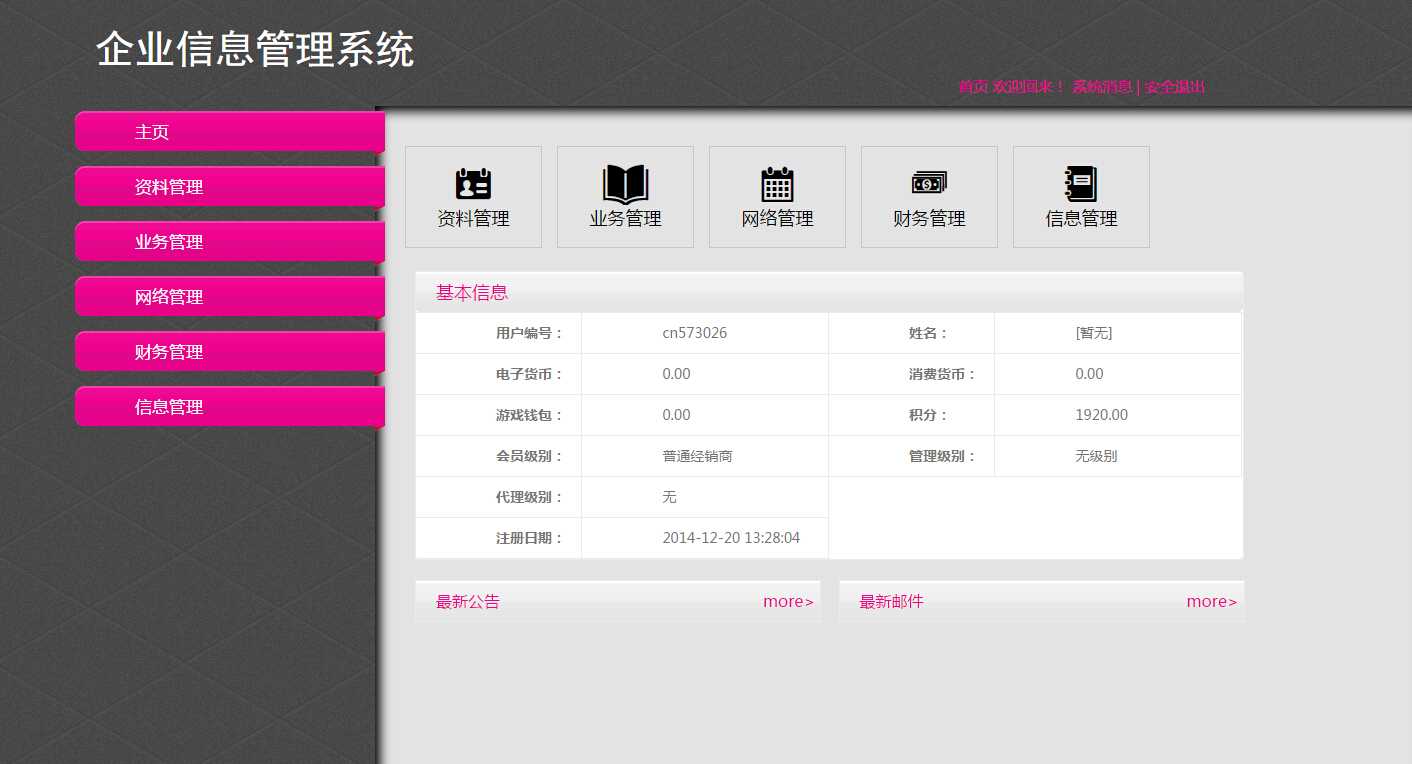 企业信息管理系统
首页 欢迎回来！ 系统消息 | 安全退出
主页
资料管理
业务管理
网络管理
财务管理
信息管理
资料管理 业务管理 网络管理 财务管理 信息管理
基本信息
用户编号： cn573026 姓名： [暂无]
电子货币： 0.00 消费货币： 0.00
游戏钱包： 0.00 积分： 1920.00
会员级别： 普通经销商 管理级别： 无级别
代理级别： 无
注册日期： 2014-12-20 13:28:04
最新公告 more> 最新邮件 more>